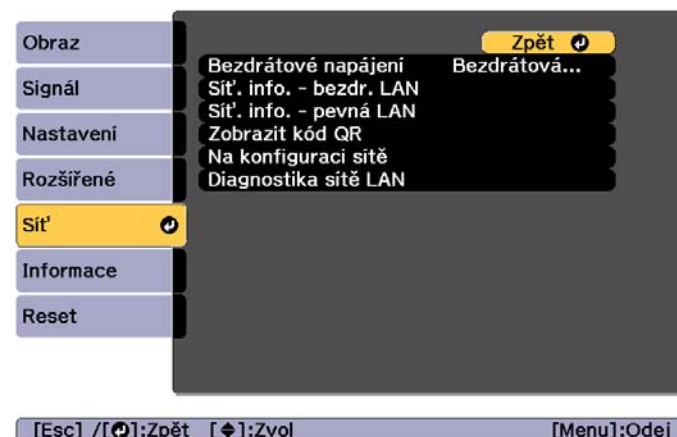 Obraz
Signál
Nastavení
Rozšířené
Síť
Informace
Reset
Zpět
Bezdrátové napájení Bezdrátová...
Síť. info. - bezdr. LAN
Síť. info. - pevná LAN
Zobrazit kód QR
Na konfiguraci sítě
Diagnostika sítě LAN
[Esc] /[ ]:Zpět [ ]:Zvol [Menu]:Odej